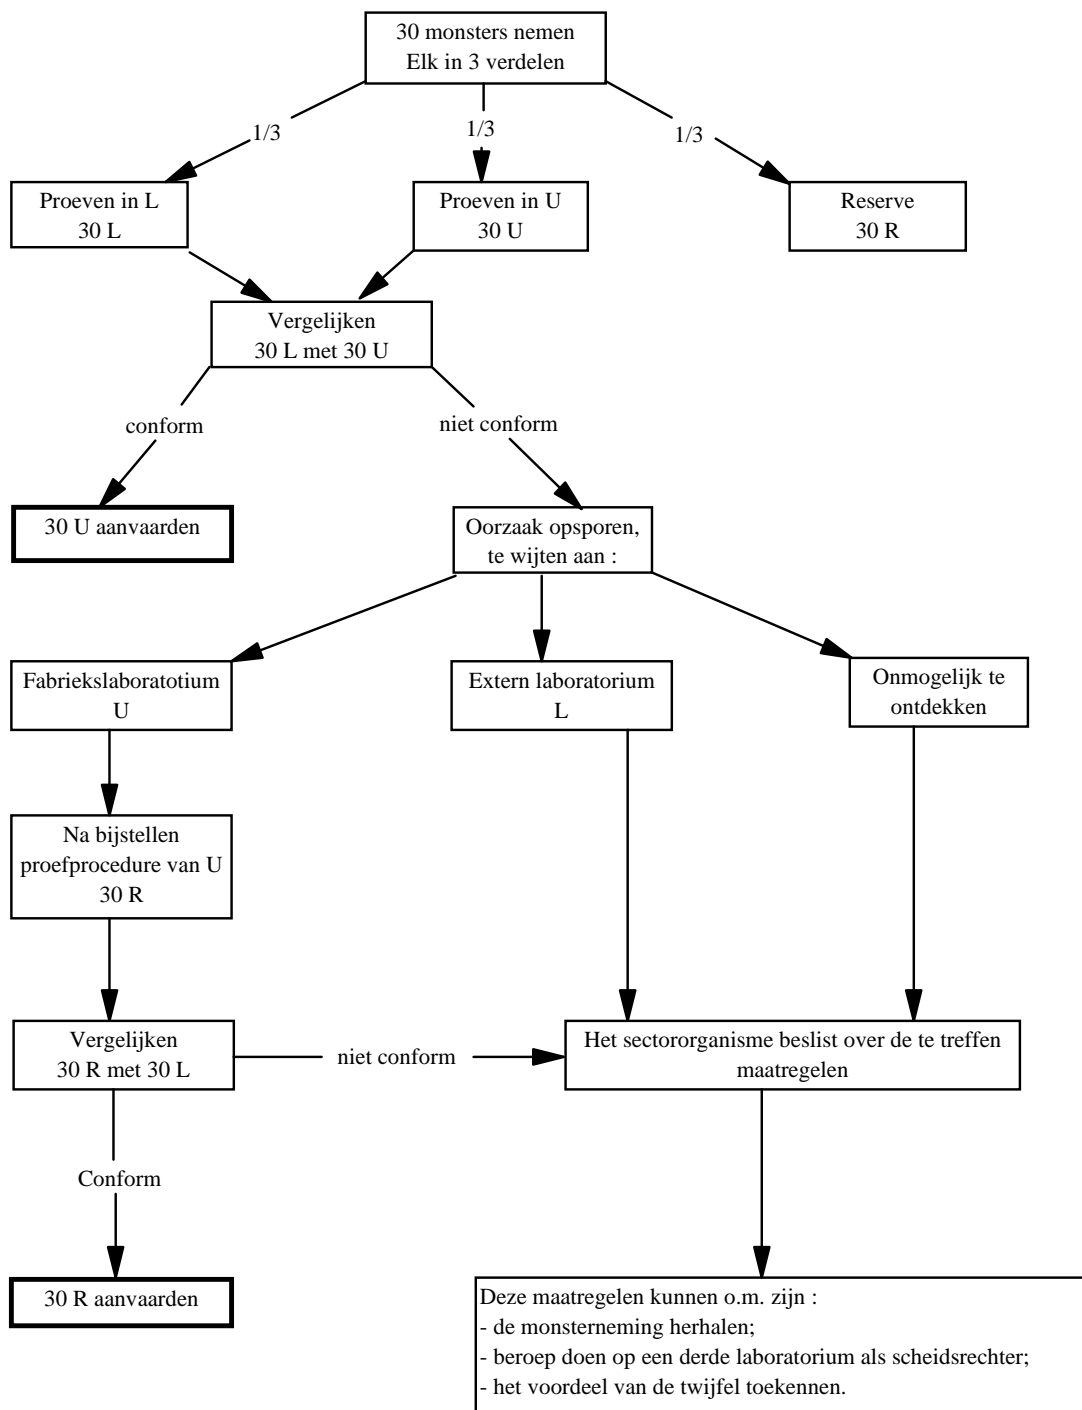 30 monsters nemen
Elk in 3 verdelen
1/3
1/3
1/3
Proeven in L
30 L
Proeven in U
30 U
Reserve
30 R
Vergelijken
30 L met 30 U
conform
niet conform
30 U aanvaarden
Oorzaak opsporen,
te wijten aan :
Fabriekslaboratotium
U
Extern laboratorium
L
Onmogelijk te
ontdekken
Na bijstellen
proefprocedure van U
30 R
Vergelijken
30 R met 30 L
niet conform
Het sectororganisme beslist over de te treffen
maatregelen
Conform
30 R aanvaarden
Deze maatregelen kunnen o.m. zijn :
- de monsterneming herhalen;
- beroep doen op een derde laboratorium als scheidsrechter;
- het voordeel van de twijfel toekennen.